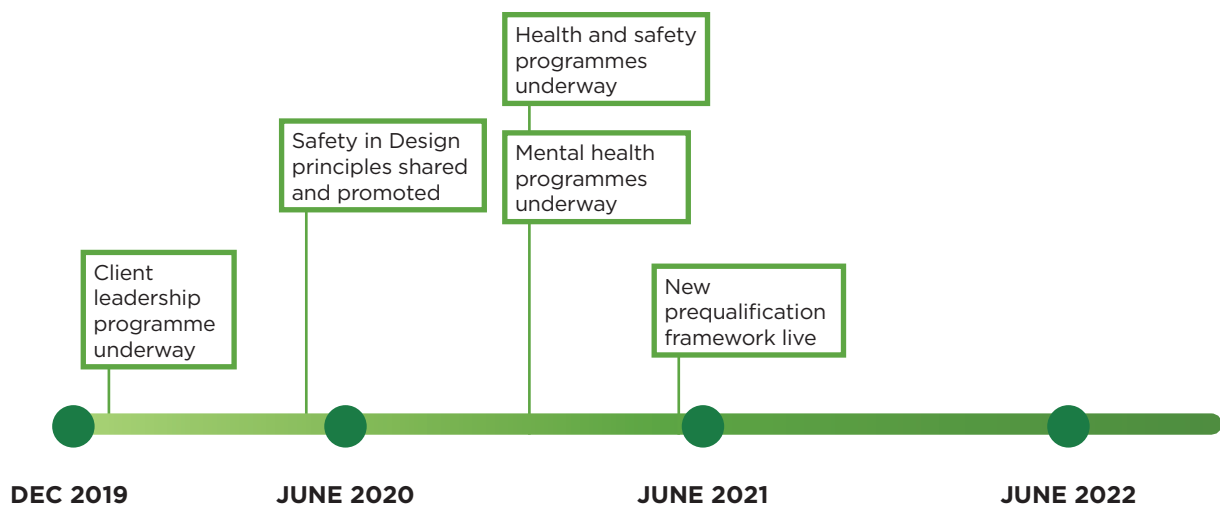 Health and safety
programmes
underway
Safety in Design
principles shared
and promoted
Mental health
programmes
underway
Client
leadership
programme
underway
New
prequalification
framework live
DEC 2019
JUNE 2020
JUNE 2021
JUNE 2022